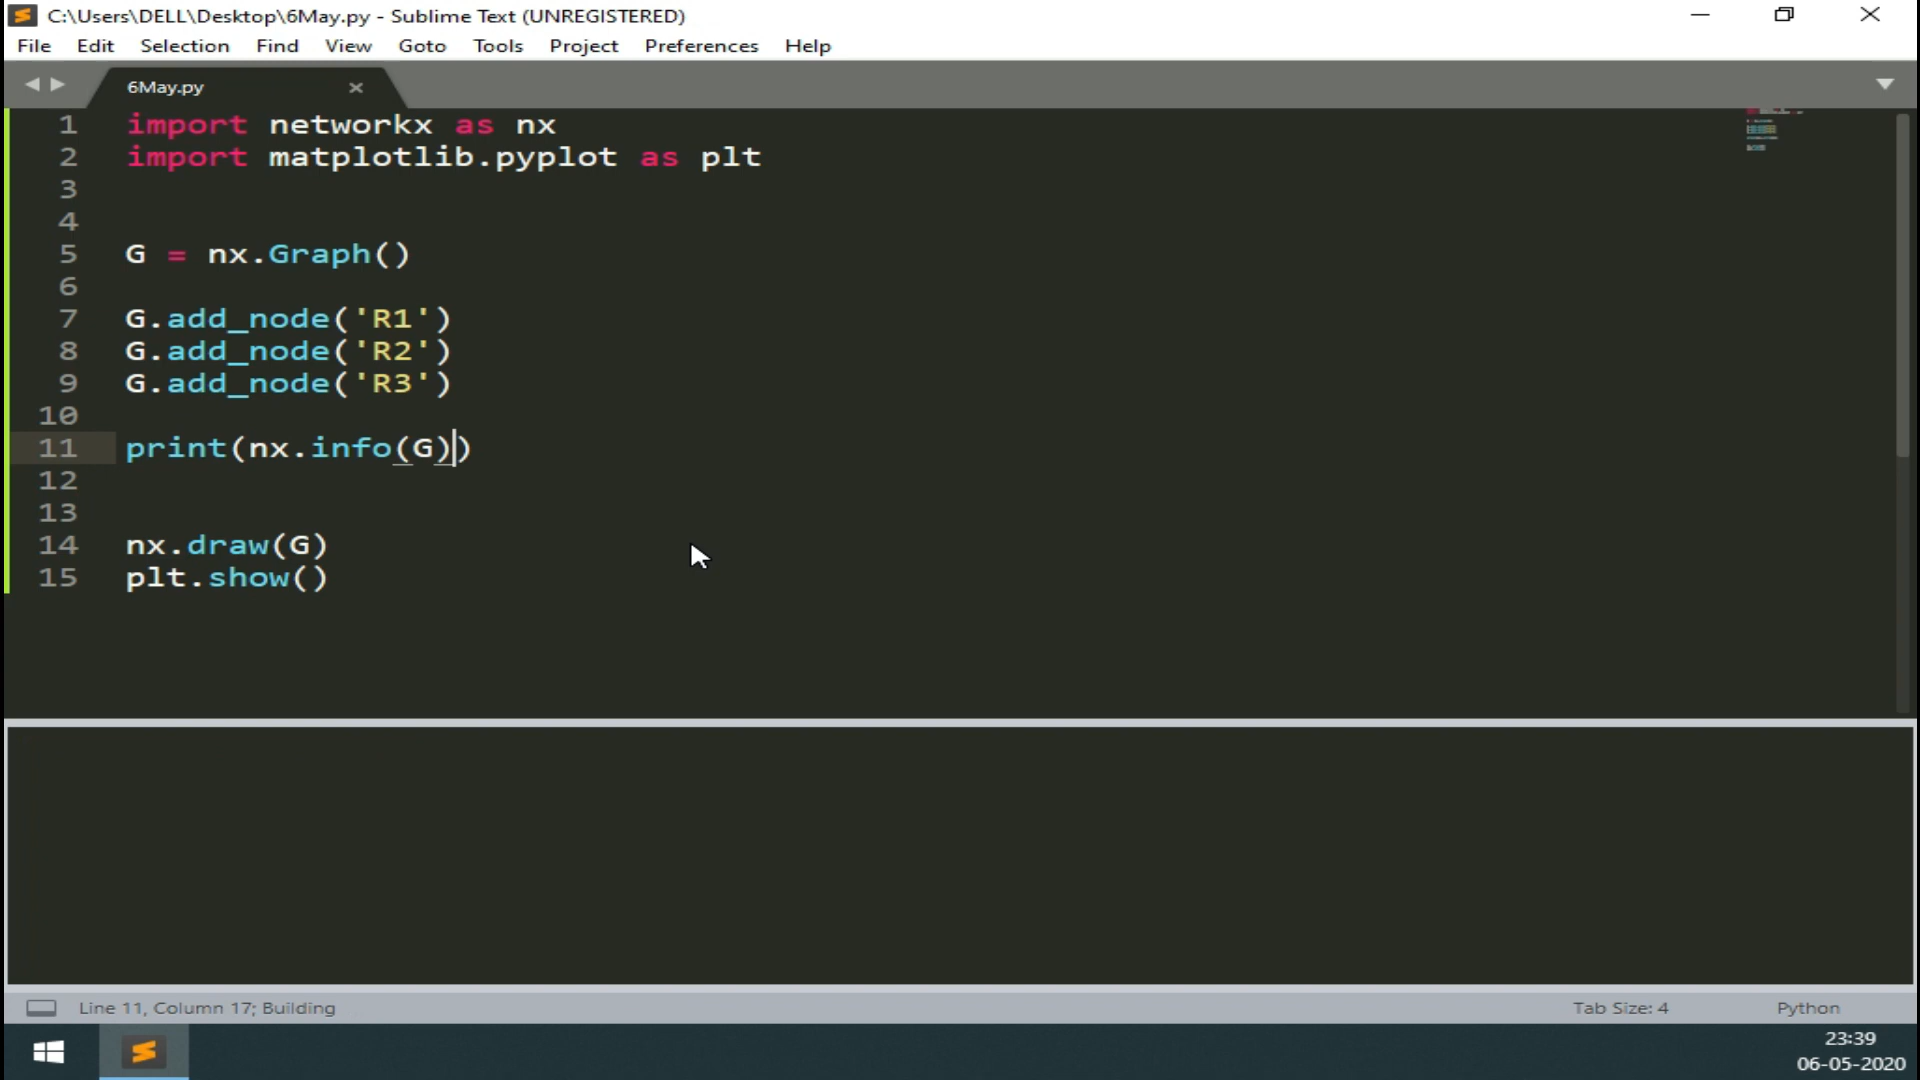 C:\Users\DELL\Desktop\6May.py - Sublime Text (UNREGISTERED)
File Edit Selection Find View Goto Tools Project Preferences Help
6May.py
1 import networkx as nx
2 import matplotlib.pyplot as plt
3
4
5 G = nx.Graph()
6
7 G.add_node('R1')
8 G.add_node('R2')
9 G.add_node('R3')
10
11 print(nx.info(G))
12
13
14 nx.draw(G)
15 plt.show()
Line 11, Column 17; Building Tab Size: 4 Python
23:39
06-05-2020